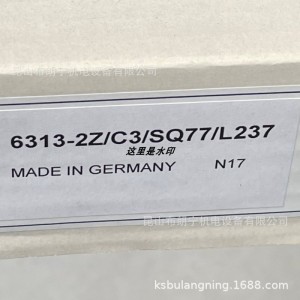 6313-2Z/C3/SQ77/L237
这里是水印
MADE IN GERMANY N17
ksbulangning.1688.com